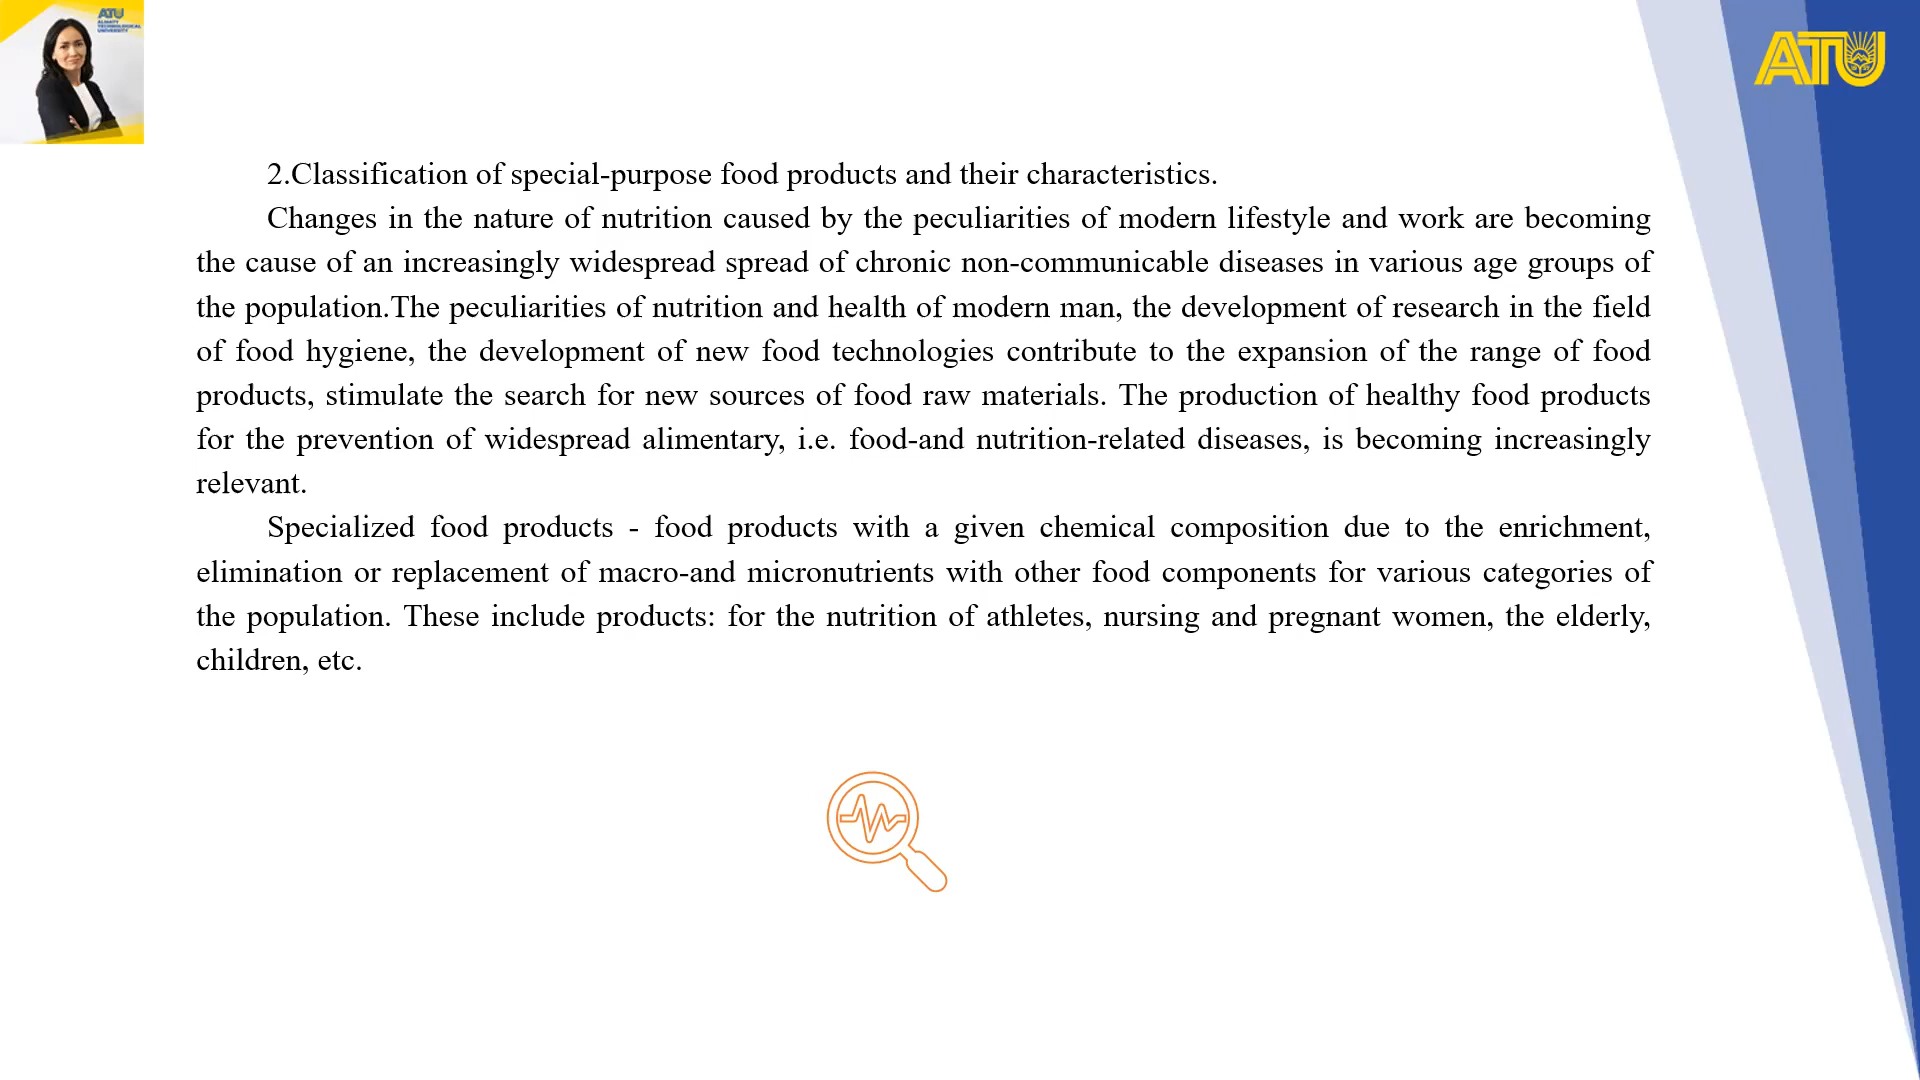 ATU
ALMATY
TECHNOLOGICAL
UNIVERSITY
ATU
2.Classification of special-purpose food products and their characteristics.
Changes in the nature of nutrition caused by the peculiarities of modern lifestyle and work are becoming
the cause of an increasingly widespread spread of chronic non-communicable diseases in various age groups of
the population.The peculiarities of nutrition and health of modern man, the development of research in the field
of food hygiene, the development of new food technologies contribute to the expansion of the range of food
products, stimulate the search for new sources of food raw materials. The production of healthy food products
for the prevention of widespread alimentary, i.e. food-and nutrition-related diseases, is becoming increasingly
relevant.
Specialized food products - food products with a given chemical composition due to the enrichment,
elimination or replacement of macro-and micronutrients with other food components for various categories of
the population. These include products: for the nutrition of athletes, nursing and pregnant women, the elderly,
children, etc.